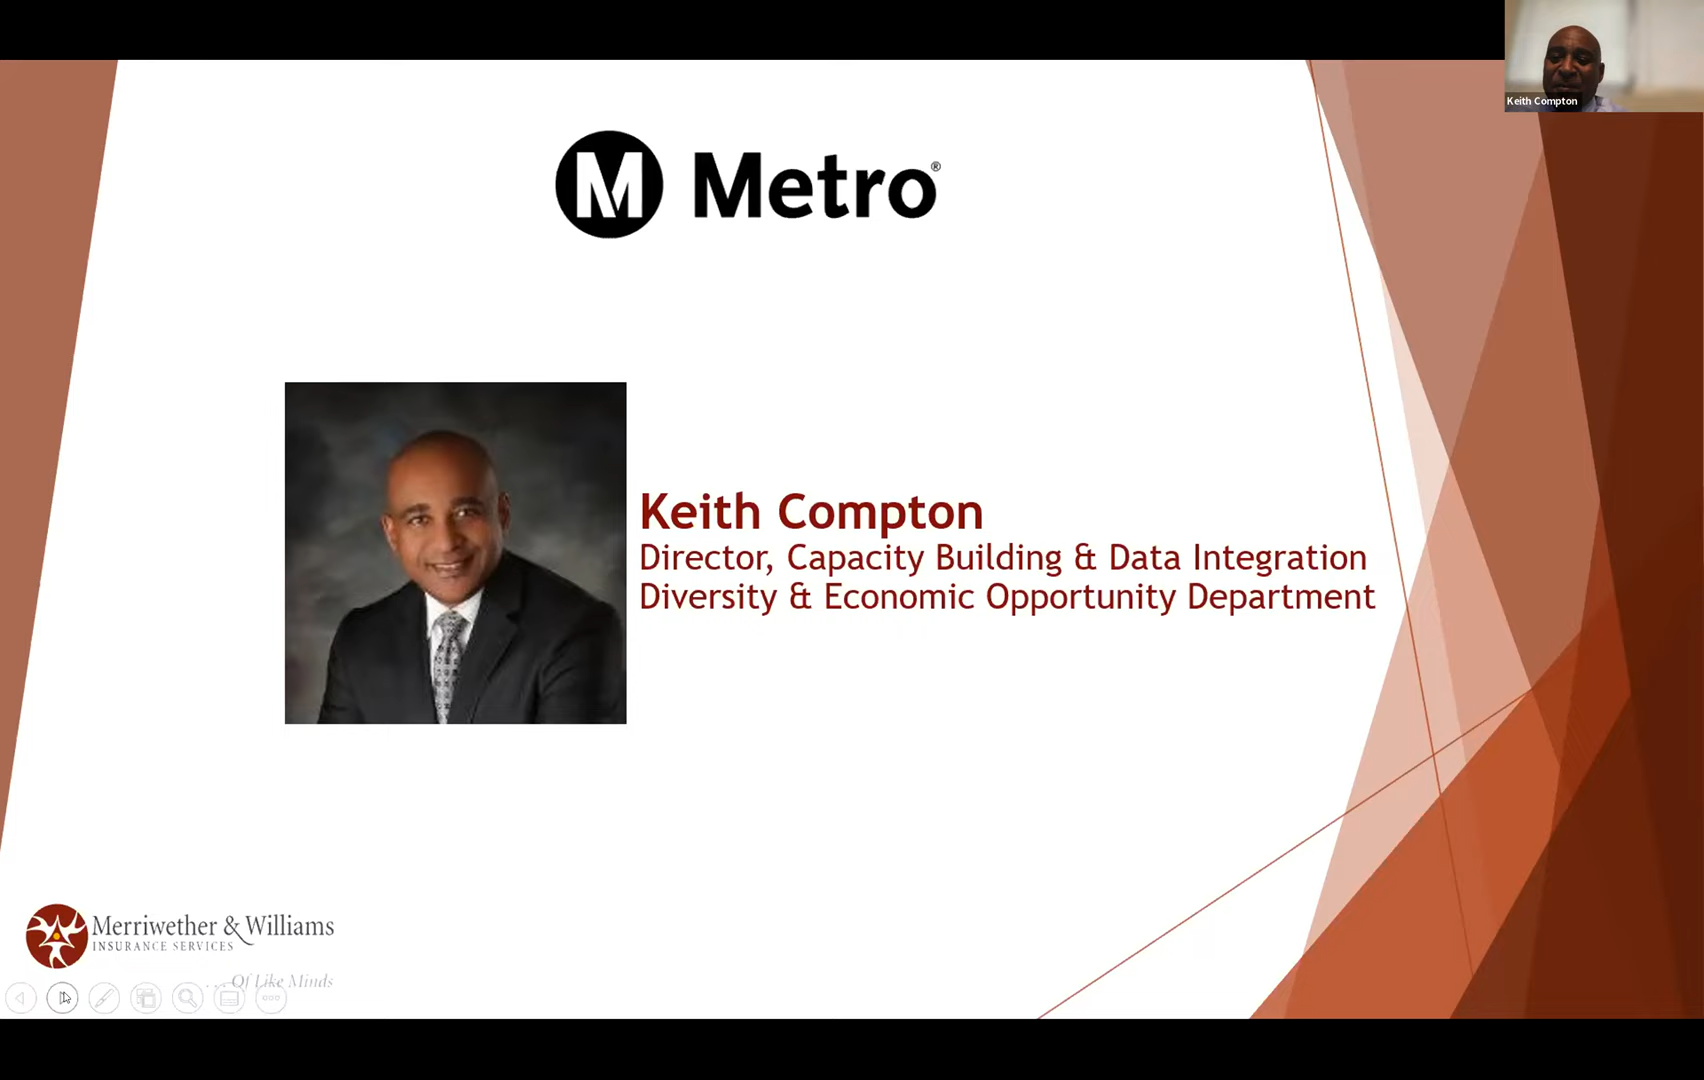 Keith Compton
M Metro®
Keith Compton
Director, Capacity Building & Data Integration
Diversity & Economic Opportunity Department
Merriwether & Williams
INSURANCE SERVICES
. . . Of Like Minds